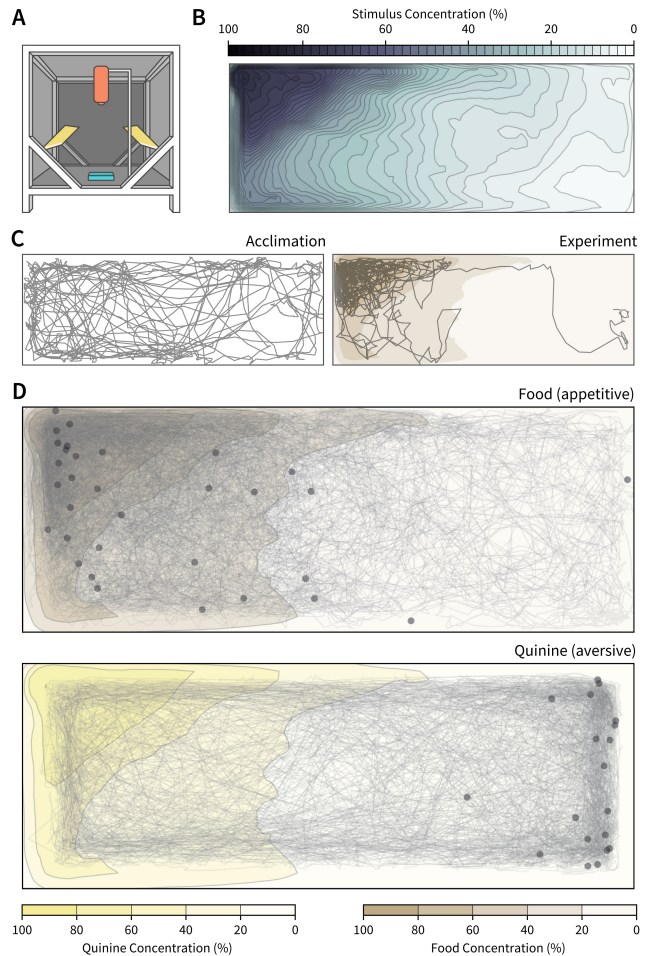 A
B
Stimulus Concentration (%)
100 80 60 40 20 0
C
Acclimation
Experiment
D
Food (appetitive)
Quinine (aversive)
100 80 60 40 20 0
Quinine Concentration (%)
100 80 60 40 20 0
Food Concentration (%)